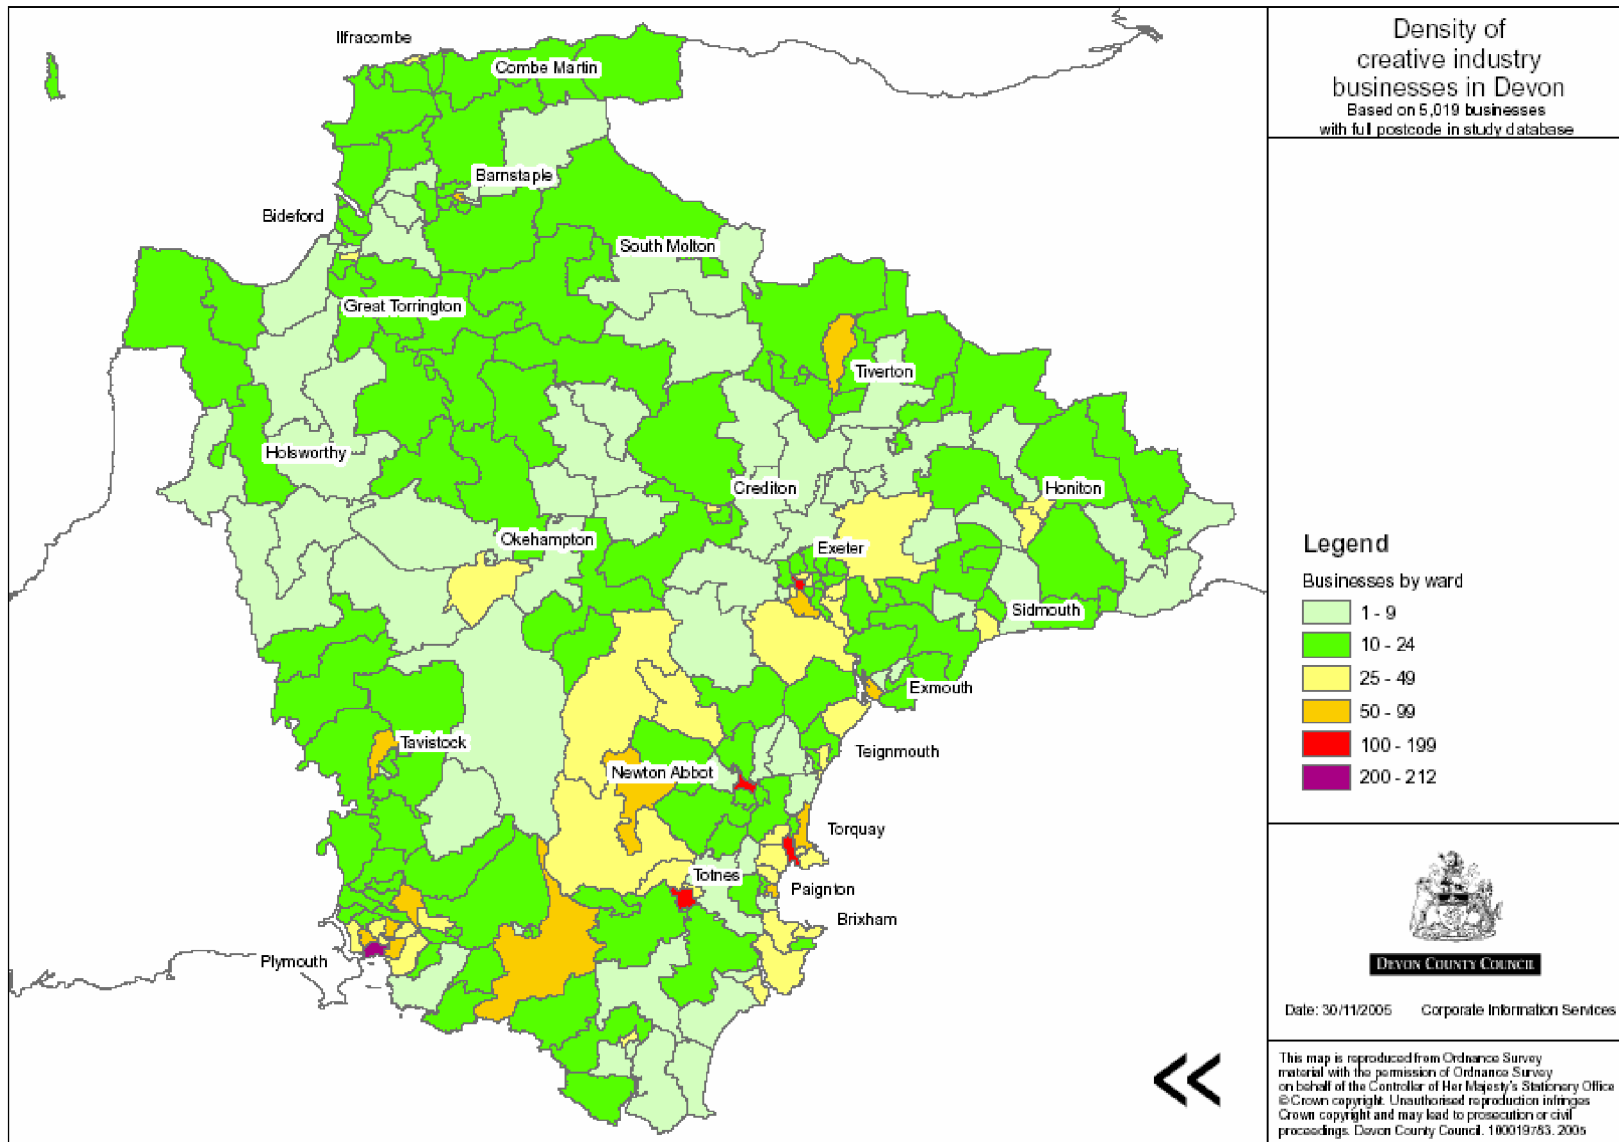 Density of
creative industry
businesses in Devon
Based on 5,019 businesses
with full postcode in study database
Ilfracombe
Combe Martin
Barnstaple
Bideford
South Molton
Great Torrington
Tiverton
Holsworthy
Crediton
Honiton
Okehampton
Exeter
Sidmouth
Exmouth
Tavistock
Teignmouth
Newton Abbot
Torquay
Totnes
Paignton
Brixham
Plymouth
<<
Legend
Businesses by ward
1 - 9
10 - 24
25 - 49
50 - 99
100 - 199
200 - 212
DEVON COUNTY COUNCIL
Date: 30/11/2005 Corporate Information Services
This map is reproduced from Ordnance Survey
material with the permission of Ordnance Survey
on behalf of the Controller of Her Majesty's Stationery Office
© Crown copyright. Unauthorised reproduction infringes
Crown copyright and may lead to prosecution or civil
proceedings. Devon County Council. 100019783. 2005